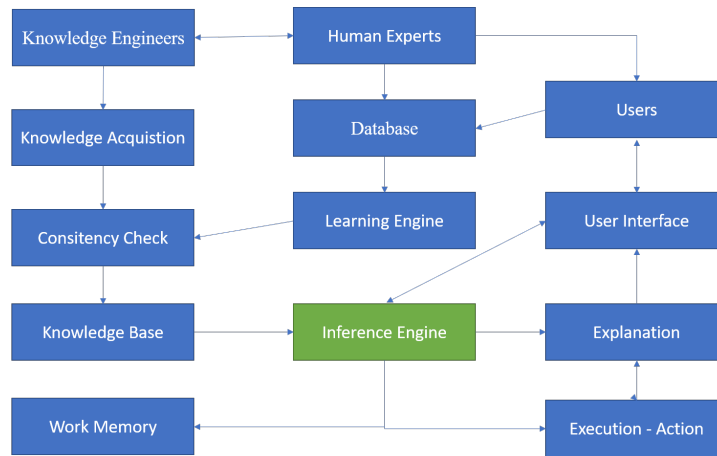 Knowledge Engineers
Human Experts
Knowledge Acquistion
Database
Users
Consitency Check
Learning Engine
User Interface
Knowledge Base
Inference Engine
Explanation
Work Memory
Execution - Action